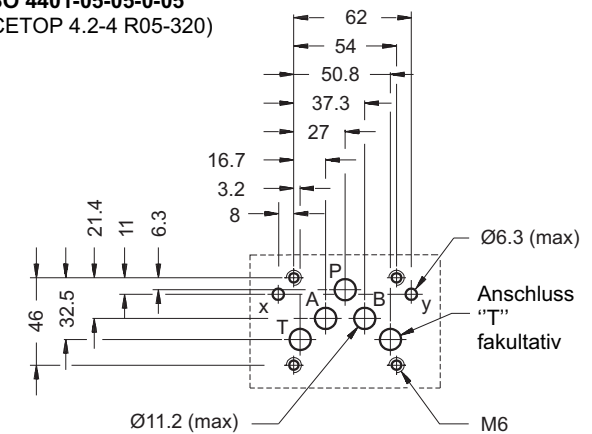 SO 4401-05-05-0-05
CETOP 4.2-4 R05-320)
62
54
50.8
37.3
27
16.7
3.2
8
21.4
11
6.3
46
32.5
P
A
B
T
x
y
Ø6.3 (max)
Anschluss
‘‘T’’
fakultativ
Ø11.2 (max)
M6